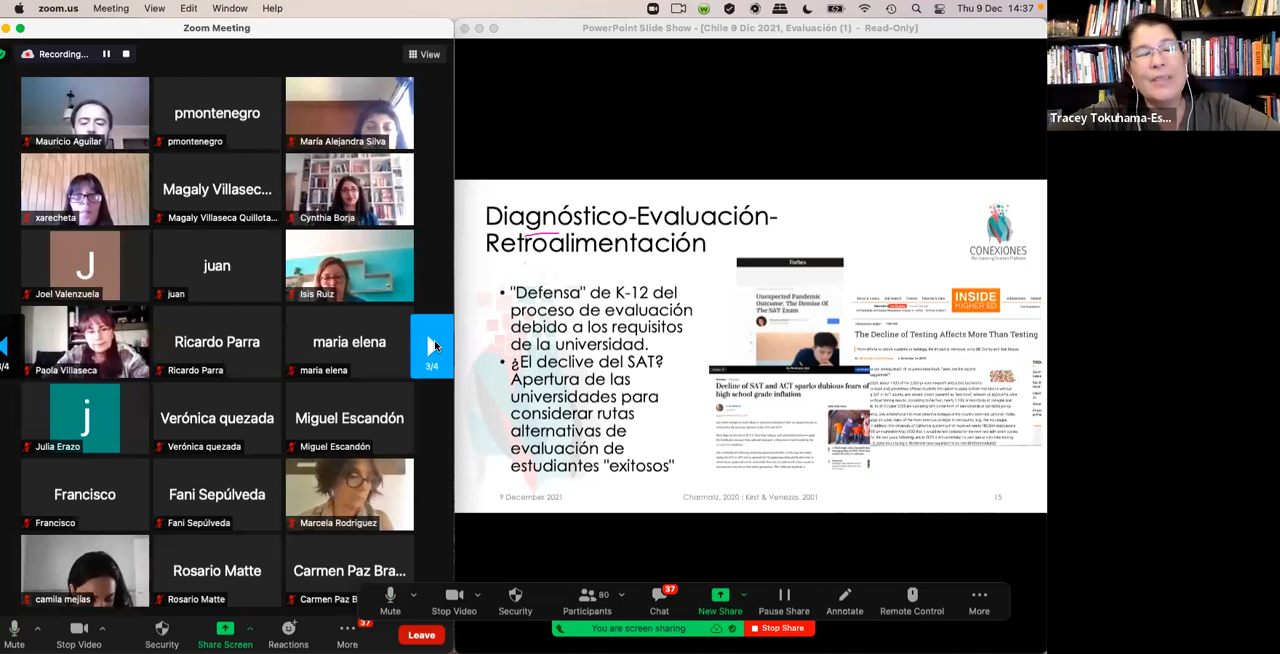 zoom.us Meeting View Edit Window Help
Thu 9 Dec 14:37
Zoom Meeting
PowerPoint Slide Show - [Chile 9 Dic 2021, Evaluación (1) - Read-Only]
Recording...
View
Mauricio Aguilar
pmontenegro
pmontenegro
María Alejandra Silva
xarecheta
Magaly Villasec...
Magaly Villaseca Quillota...
Cynthia Borja
J
Joel Valenzuela
juan
juan
Isis Ruiz
Paola Villaseca
Ricardo Parra
Ricardo Parra
maria elena
maria elena
3/4
3/4
j
Julia Erazo
Miguel Escandón
Miguel Escandón
Francisco
Francisco
Fani Sepúlveda
Fani Sepúlveda
Marcela Rodriguez
camila mejías
Rosario Matte
Rosario Matte
Carmen Paz Bra...
Carmen Paz B
Mute
Stop Video
Security
Share Screen
Reactions
More
37
Leave
Tracey Tokuhama-Es...
Diagnóstico-Evaluación-
Retroalimentación
CONEXIONES
• "Defensa" de K-12 del
proceso de evaluación
debido a los requisitos
de la universidad.
• ¿El declive del SAT?
Apertura de las
universidades para
considerar rutas
alternativas de
evaluación de
estudiantes "exitosos"
Forbes
Unexpected Pandemic
Outcome: The Demise Of
The SAT Exam
INSIDE
HIGHER ED
The Decline of Testing Affects More Than Testing
Decline of SAT and ACT sparks dubious fears of
high school grade inflation
9 December 2021
Charmatz, 2020 ; Kirst & Venezia, 2001
15
Mute
Stop Video
Security
80
Participants
37
Chat
New Share
Pause Share
Annotate
Remote Control
More
You are screen sharing
Stop Share